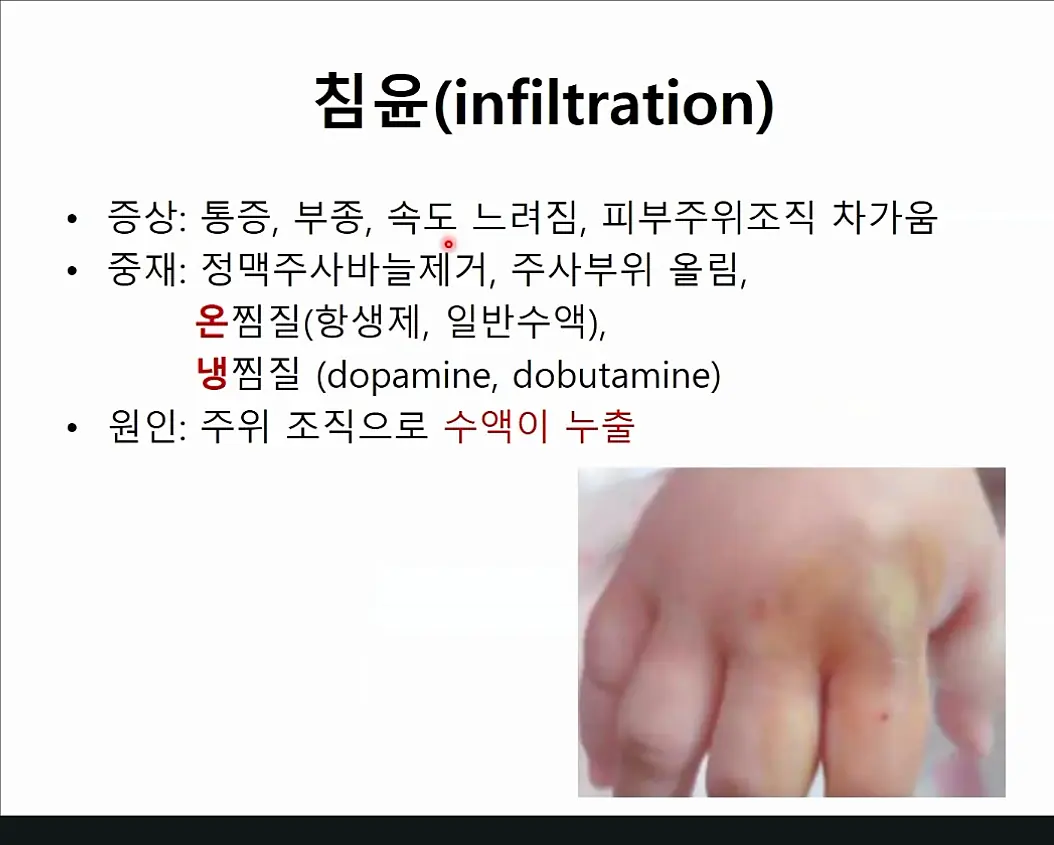 침윤(infiltration)
• 증상: 통증, 부종, 속도 느려짐, 피부주위조직 차가움
• 중재: 정맥주사바늘제거, 주사부위 올림,
온찜질(항생제, 일반수액),
냉찜질 (dopamine, dobutamine)
• 원인: 주위 조직으로 수액이 누출